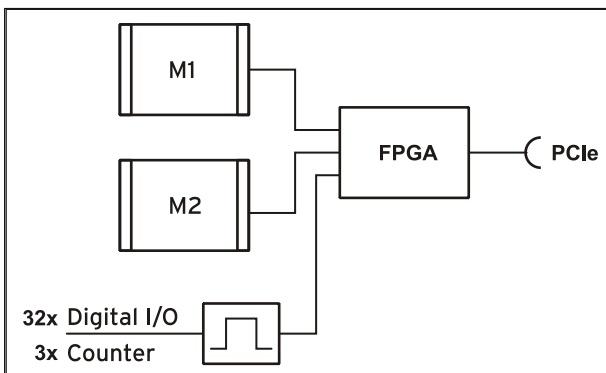 M1
FPGA
PCIe
M2
32x Digital I/O
3x Counter